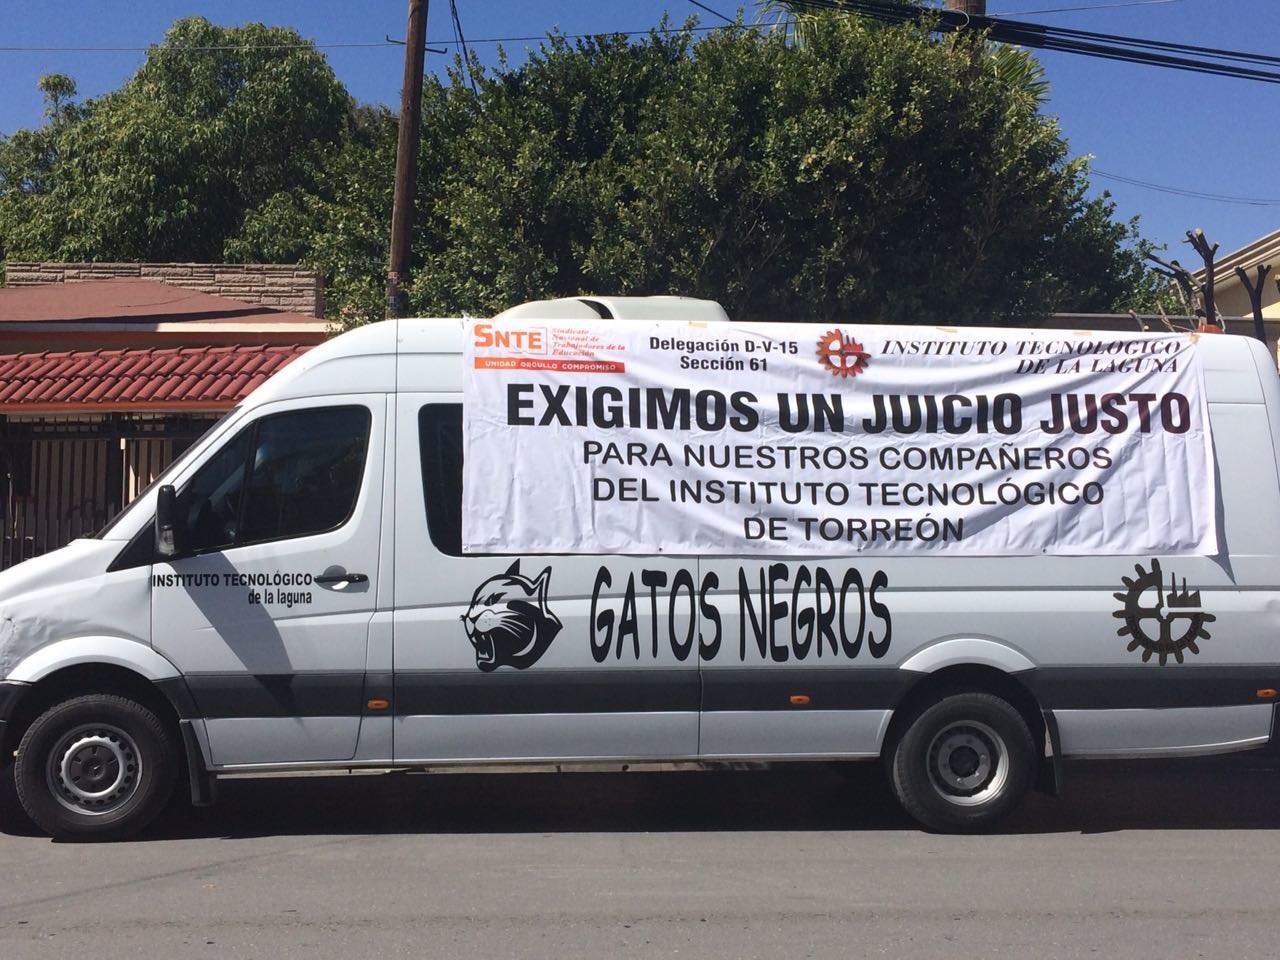 SNTE
Sindicato
Nacional de
Trabajadores de la
Educación
UNIDAD ORGULLO COMPROMISO
Delegación D-V-15
Sección 61
INSTITUTO TECNOLÓGICO
DE LA LAGUNA
EXIGIMOS UN JUICIO JUSTO
PARA NUESTROS COMPAÑEROS
DEL INSTITUTO TECNOLÓGICO
DE TORREÓN
INSTITUTO TECNOLÓGICO
de la laguna
GATOS NEGROS